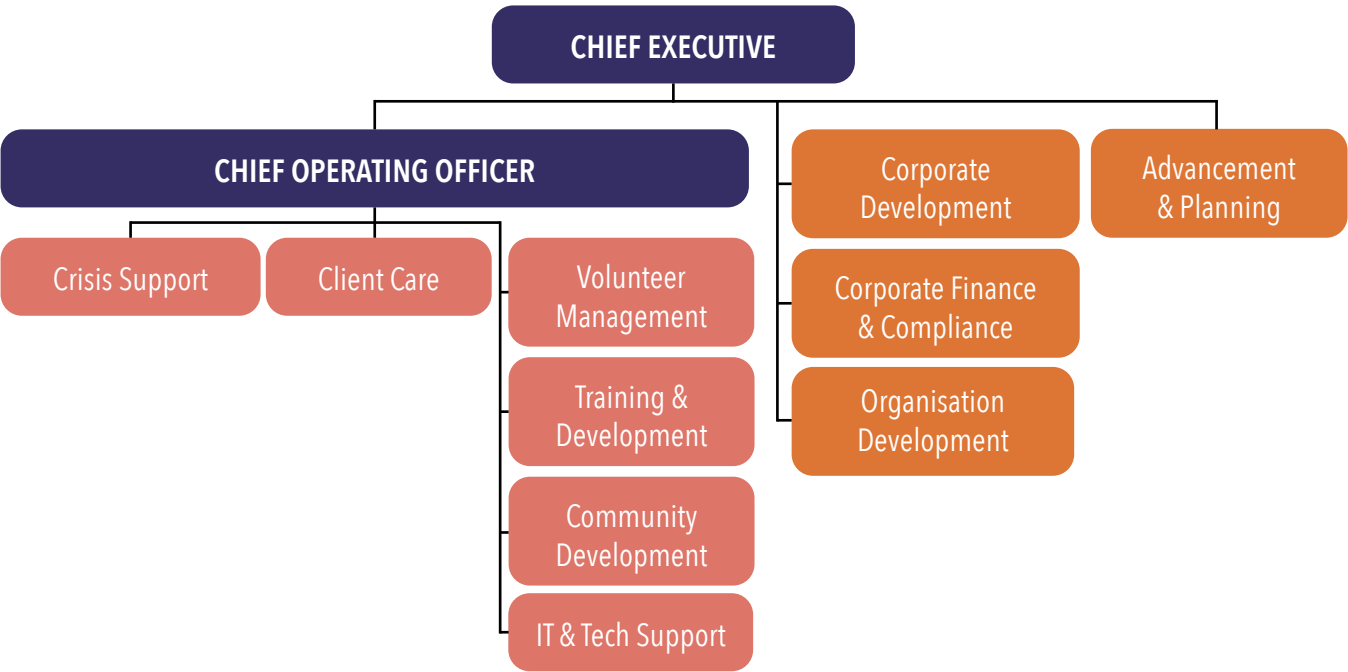 CHIEF EXECUTIVE
CHIEF OPERATING OFFICER
Crisis Support
Client Care
Volunteer
Management
Training &
Development
Community
Development
IT & Tech Support
Corporate
Development
Corporate Finance
& Compliance
Organisation
Development
Advancement
& Planning